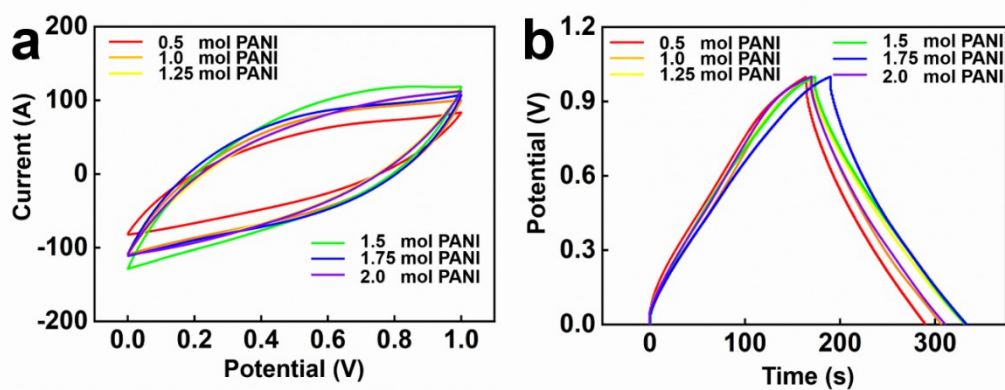 a
200
100
0
-100
-200
Current (A)
0.5 mol PANI
1.0 mol PANI
1.25 mol PANI
1.5 mol PANI
1.75 mol PANI
2.0 mol PANI
0.0 0.2 0.4 0.6 0.8 1.0
Potential (V)
b
1.2
0.9
0.6
0.3
0.0
Potential (V)
0.5 mol PANI
1.0 mol PANI
1.25 mol PANI
1.5 mol PANI
1.75 mol PANI
2.0 mol PANI
0 100 200 300
Time (s)